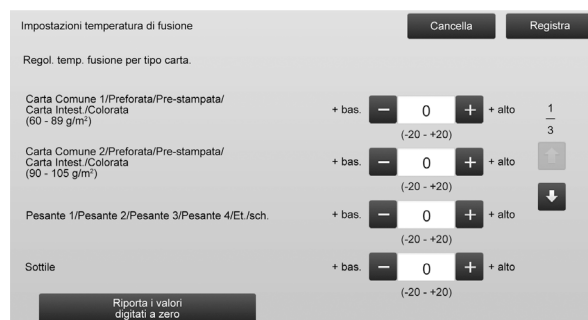 Impostazioni temperatura di fusione
Cancella
Registra
Regol. temp. fusione per tipo carta.
Carta Comune 1/Preforata/Pre-stampata/
Carta Intest./Colorata
(60 - 89 g/m²)
+ bas. − 0 + + alto
(-20 - +20)
1
3
Carta Comune 2/Preforata/Pre-stampata/
Carta Intest./Colorata
(90 - 105 g/m²)
+ bas. − 0 + + alto
(-20 - +20)
Pesante 1/Pesante 2/Pesante 3/Pesante 4/Et./sch.
+ bas. − 0 + + alto
(-20 - +20)
Sottile
+ bas. − 0 + + alto
(-20 - +20)
Riporta i valori
digitati a zero